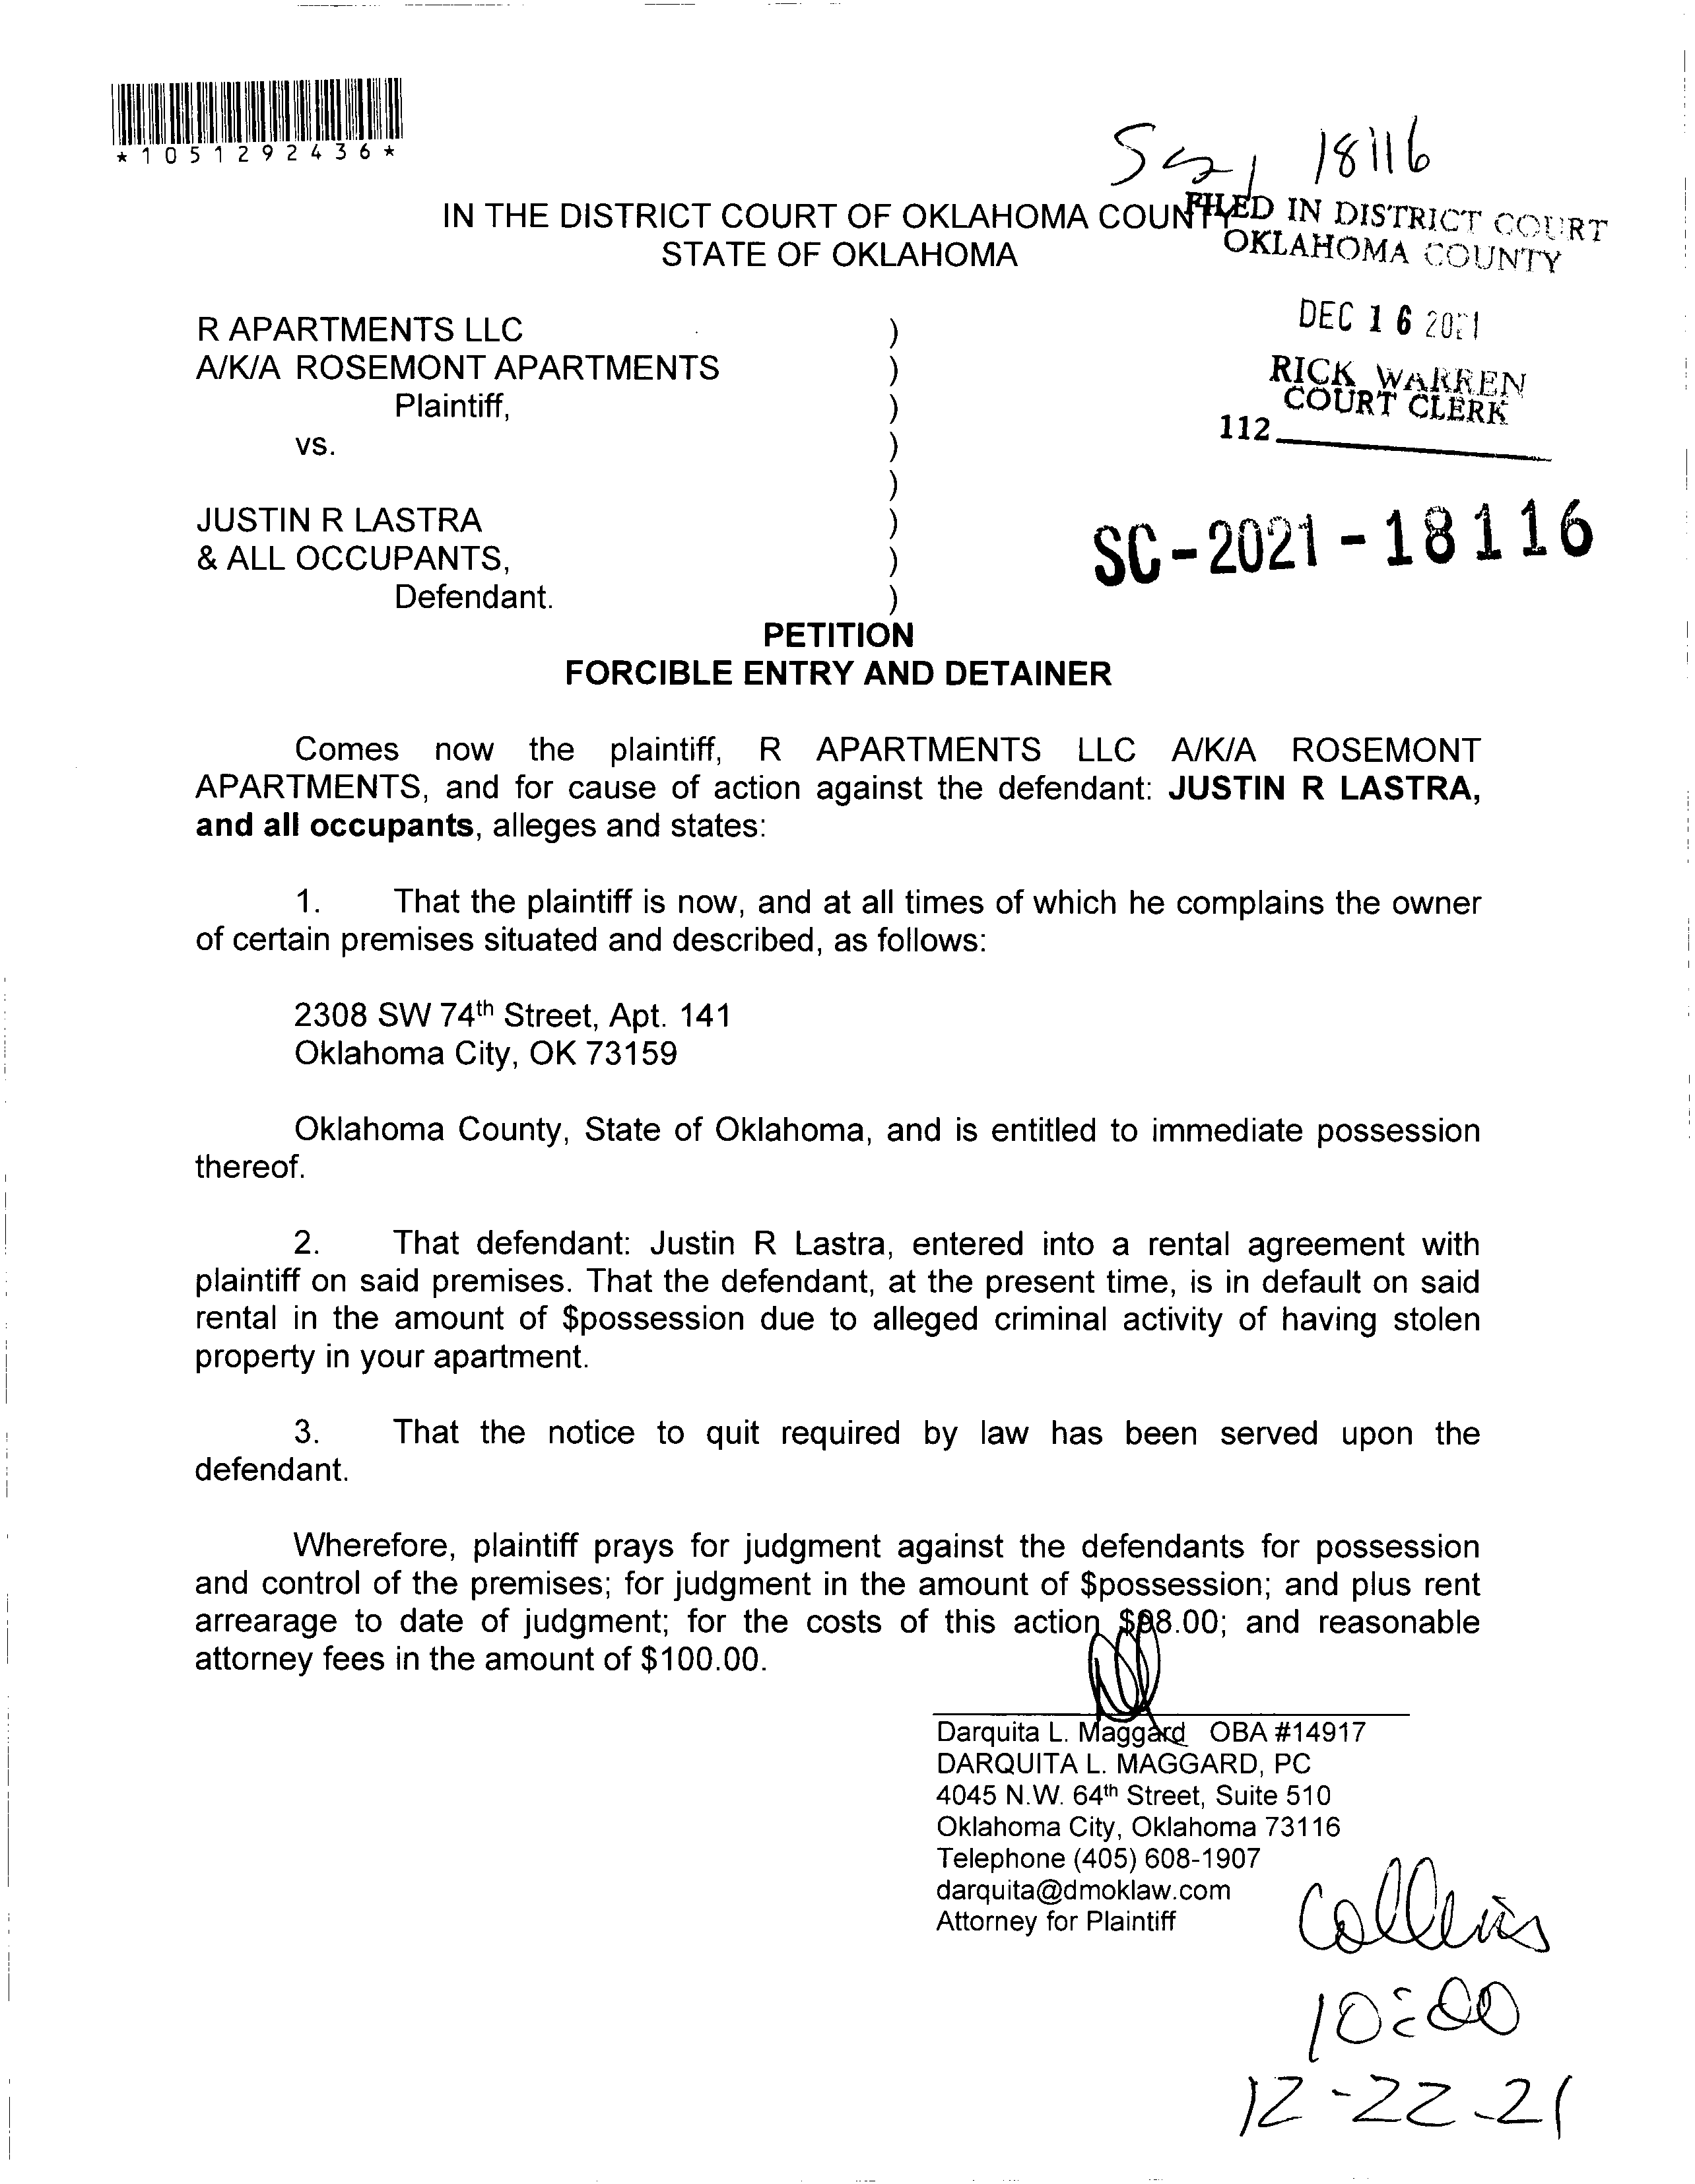 *1051292436*
18116
IN THE DISTRICT COURT OF OKLAHOMA COUNTY
STATE OF OKLAHOMA
FILED IN DISTRICT COURT
OKLAHOMA COUNTY
DEC 16 2021
RICK WARREN
COURT CLERK
112
R APARTMENTS LLC )
A/K/A ROSEMONT APARTMENTS )
Plaintiff, )
vs. )
)
JUSTIN R LASTRA )
& ALL OCCUPANTS, )
Defendant. )
SC-2021-18116
PETITION
FORCIBLE ENTRY AND DETAINER
Comes now the plaintiff, R APARTMENTS LLC A/K/A ROSEMONT
APARTMENTS, and for cause of action against the defendant: JUSTIN R LASTRA,
and all occupants, alleges and states:
1. That the plaintiff is now, and at all times of which he complains the owner
of certain premises situated and described, as follows:
2308 SW 74th Street, Apt. 141
Oklahoma City, OK 73159
Oklahoma County, State of Oklahoma, and is entitled to immediate possession
thereof.
2. That defendant: Justin R Lastra, entered into a rental agreement with
plaintiff on said premises. That the defendant, at the present time, is in default on said
rental in the amount of $possession due to alleged criminal activity of having stolen
property in your apartment.
3. That the notice to quit required by law has been served upon the
defendant.
Wherefore, plaintiff prays for judgment against the defendants for possession
and control of the premises; for judgment in the amount of $possession; and plus rent
arrearage to date of judgment; for the costs of this action and reasonable
attorney fees in the amount of $100.00.
Darquita L. Maggard OBA #14917
DARQUITA L. MAGGARD, PC
4045 N.W. 64th Street, Suite 510
Oklahoma City, Oklahoma 73116
Telephone (405) 608-1907
darquita@dmoklaw.com
Attorney for Plaintiff
Collins
10:00
12-22-21